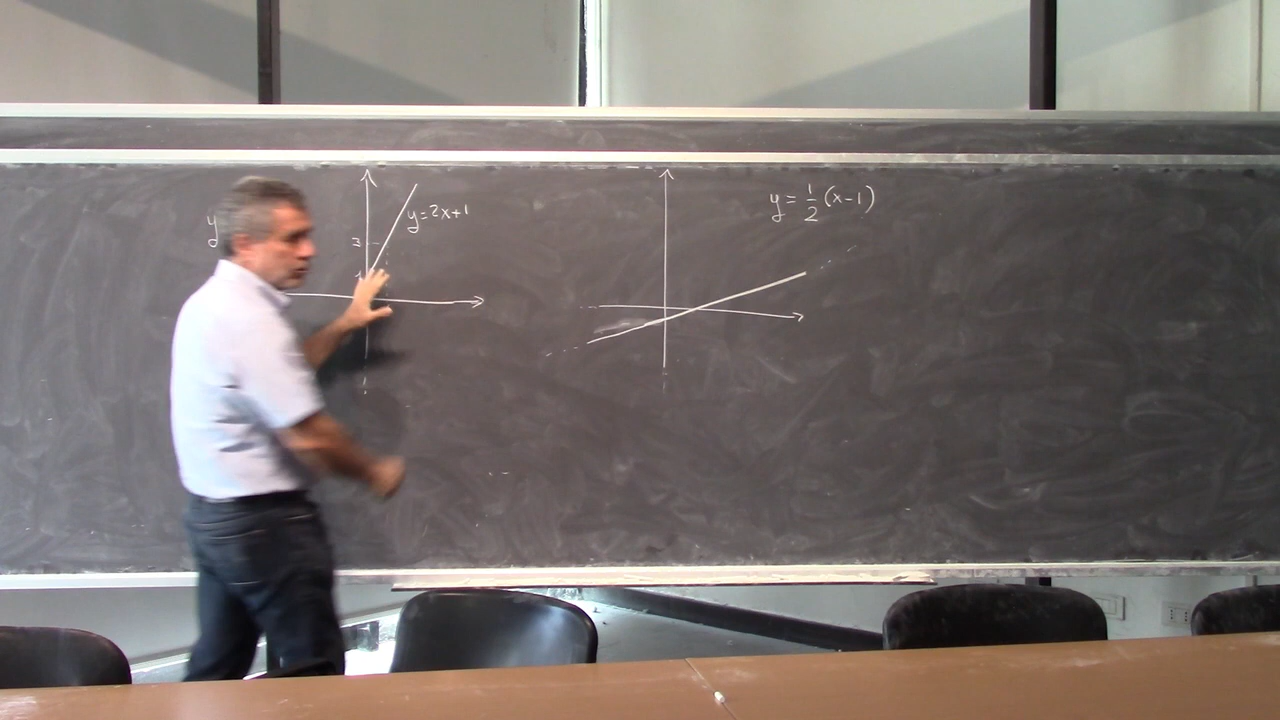 y
y=2x+1
3
1
y = 1/2 (x-1)